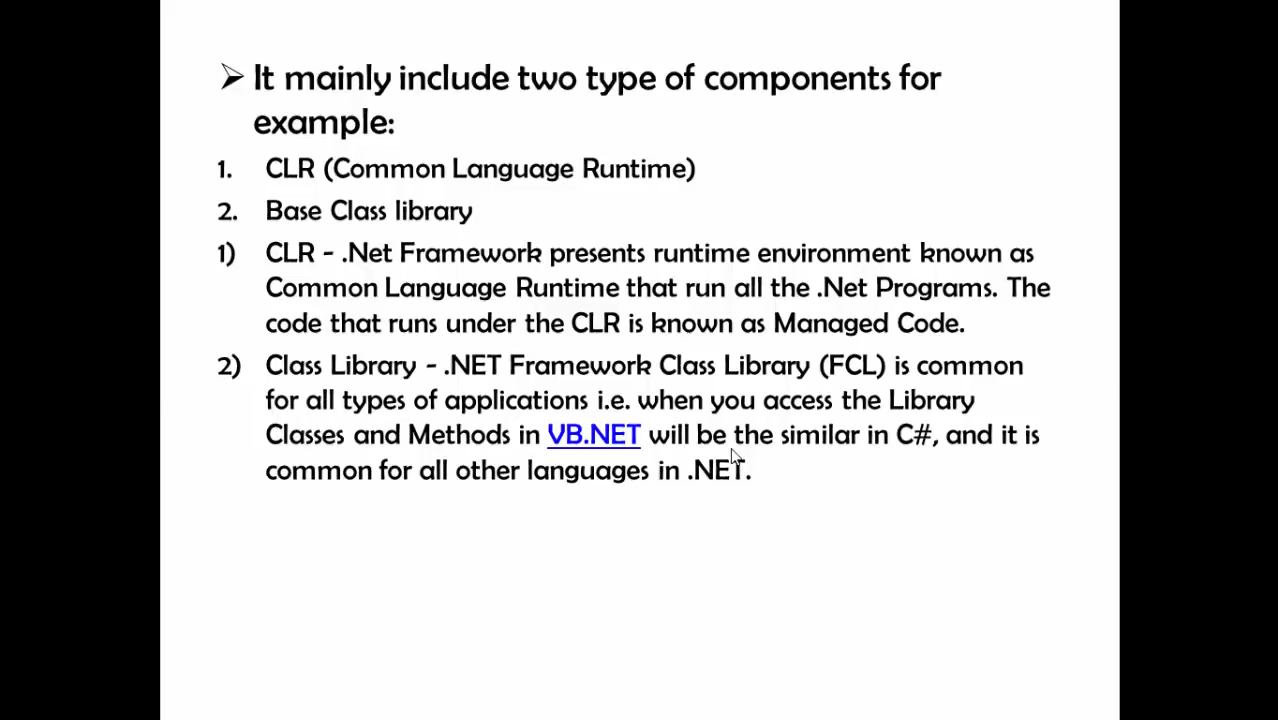 ➢ It mainly include two type of components for
example:
1. CLR (Common Language Runtime)
2. Base Class library
1) CLR - .Net Framework presents runtime environment known as
Common Language Runtime that run all the .Net Programs. The
code that runs under the CLR is known as Managed Code.
2) Class Library - .NET Framework Class Library (FCL) is common
for all types of applications i.e. when you access the Library
Classes and Methods in VB.NET will be the similar in C#, and it is
common for all other languages in .NET.